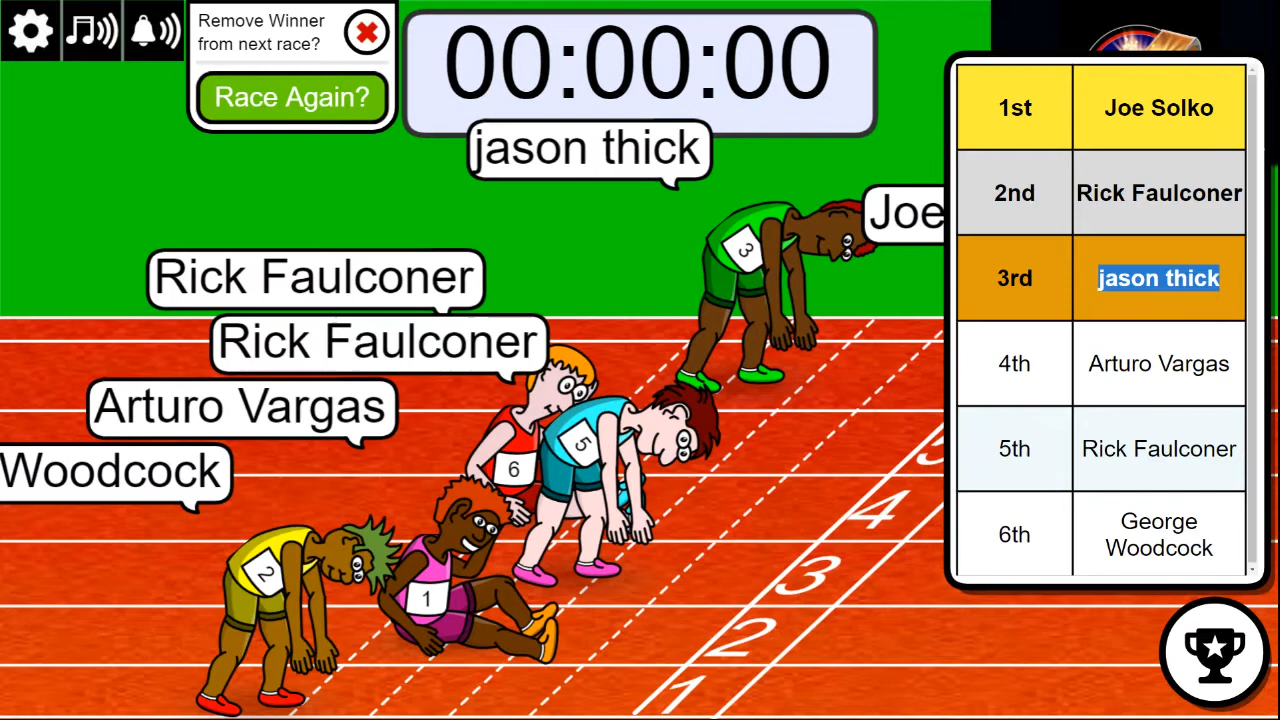 Remove Winner
from next race?
Race Again?
00:00:00
jason thick
Joe
Rick Faulconer
Rick Faulconer
Arturo Vargas
Woodcock
3
6
5
2
1
5
4
3
2
1
1st Joe Solko
2nd Rick Faulconer
3rd jason thick
4th Arturo Vargas
5th Rick Faulconer
6th George
Woodcock